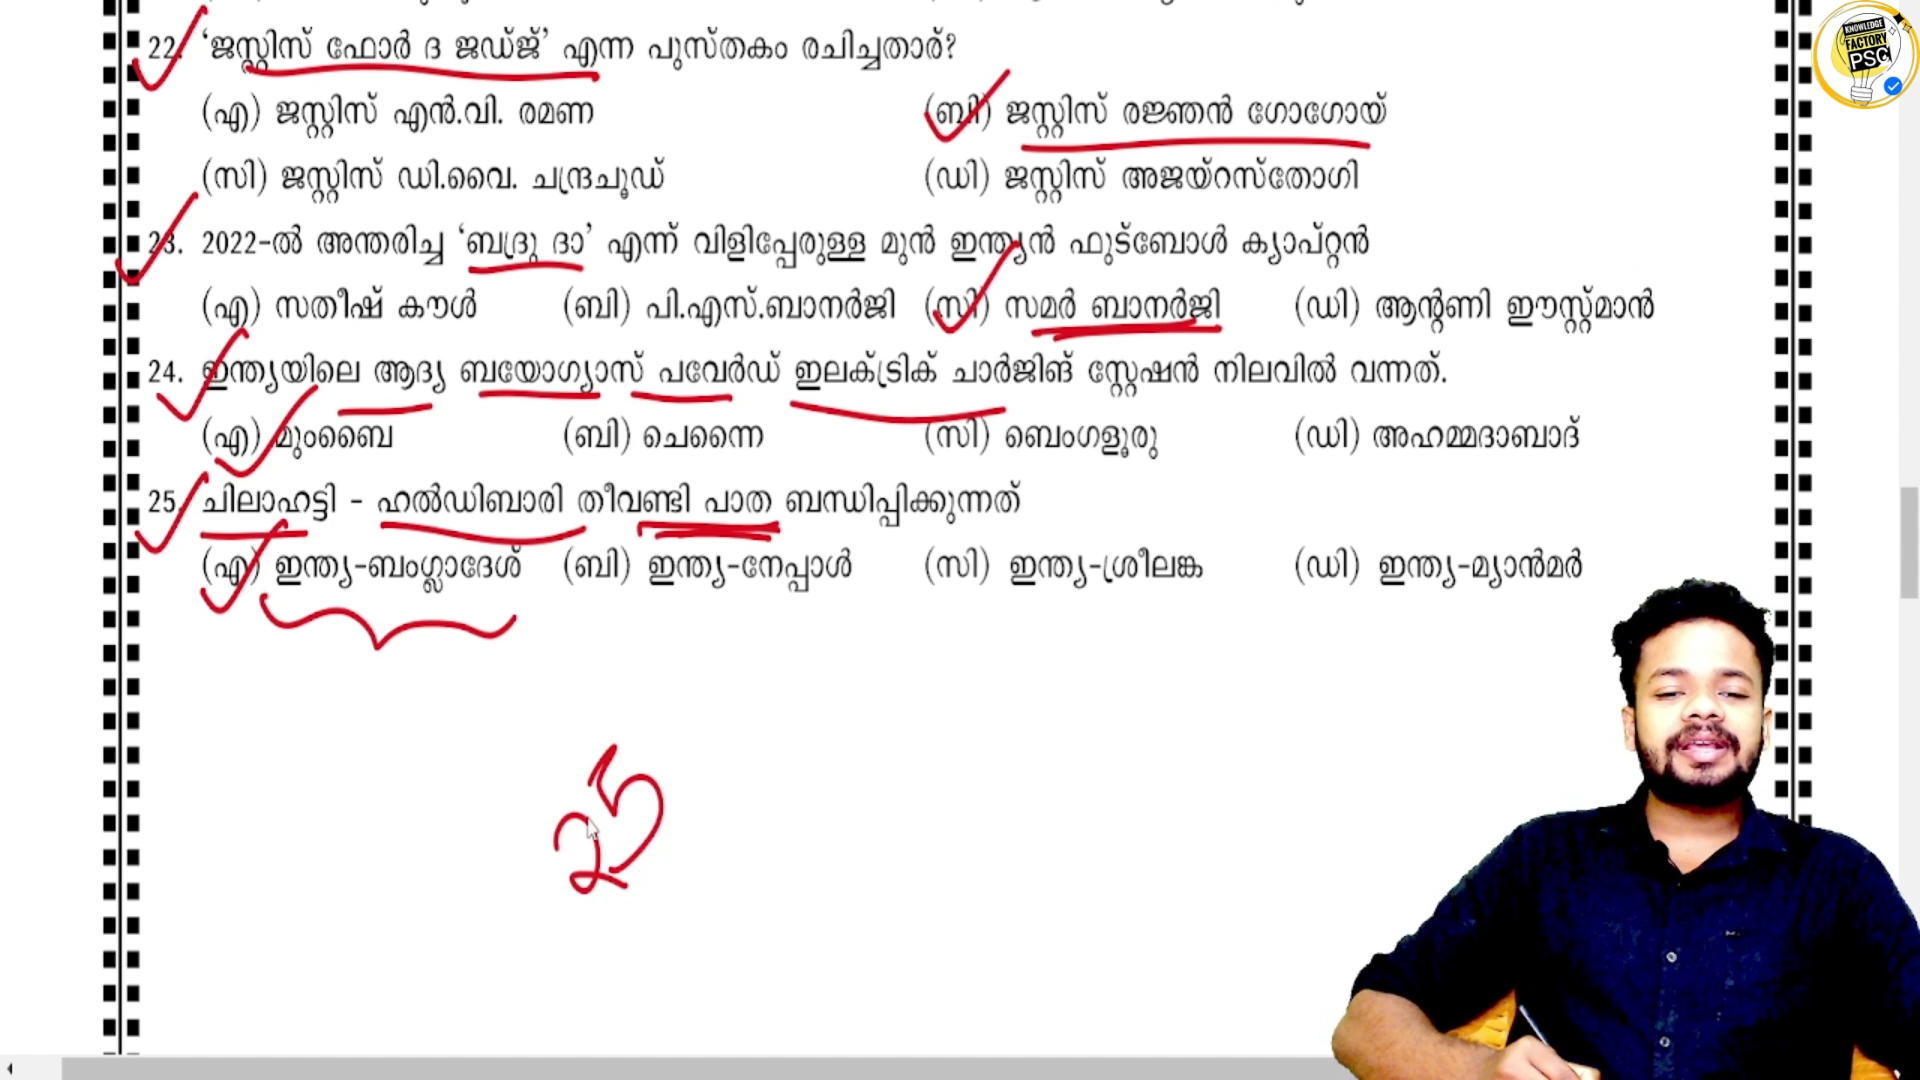 22. 'ജസ്റ്റിസ് ഫോർ ദ ജഡ്ജ്' എന്ന പുസ്തകം രചിച്ചതാര്?
(എ) ജസ്റ്റിസ് എൻ.വി. രമണ (ബി) ജസ്റ്റിസ് രഞ്ജൻ ഗോഗോയ്
(സി) ജസ്റ്റിസ് ഡി.വൈ. ചന്ദ്രചൂഡ് (ഡി) ജസ്റ്റിസ് അജയ്റസ്തോഗി
23. 2022-ൽ അന്തരിച്ച 'ബദ്രു ദാ' എന്ന് വിളിപ്പേരുള്ള മുൻ ഇന്ത്യൻ ഫുട്ബോൾ ക്യാപ്റ്റൻ
(എ) സതീഷ് കൗൾ (ബി) പി.എസ്.ബാനർജി (സി) സമർ ബാനർജി (ഡി) ആന്റണി ഈസ്റ്റ്മാൻ
24. ഇന്ത്യയിലെ ആദ്യ ബയോഗ്യാസ് പവേർഡ് ഇലക്ട്രിക് ചാർജിങ് സ്റ്റേഷൻ നിലവിൽ വന്നത്.
(എ) മുംബൈ (ബി) ചെന്നൈ (സി) ബെംഗളൂരു (ഡി) അഹമ്മദാബാദ്
25. ചിലാഹട്ടി - ഹൽഡിബാരി തീവണ്ടി പാത ബന്ധിപ്പിക്കുന്നത്
(എ) ഇന്ത്യ-ബംഗ്ലാദേശ് (ബി) ഇന്ത്യ-നേപ്പാൾ (സി) ഇന്ത്യ-ശ്രീലങ്ക (ഡി) ഇന്ത്യ-മ്യാൻമർ
25
KNOWLEDGE
FACTORY
PSC